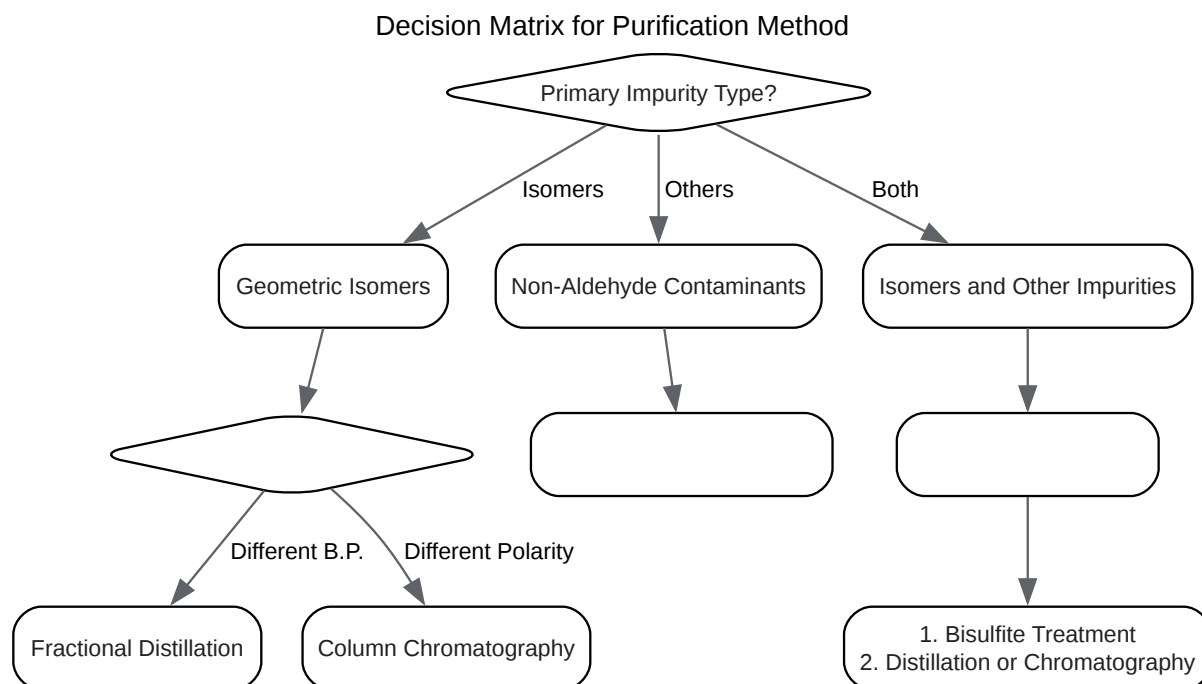 Decision Matrix for Purification Method
Primary Impurity Type?
Isomers
Others
Both
Geometric Isomers
Non-Aldehyde Contaminants
Isomers and Other Impurities
Different B.P.
Different Polarity
Fractional Distillation
Column Chromatography
1. Bisulfite Treatment
2. Distillation or Chromatography